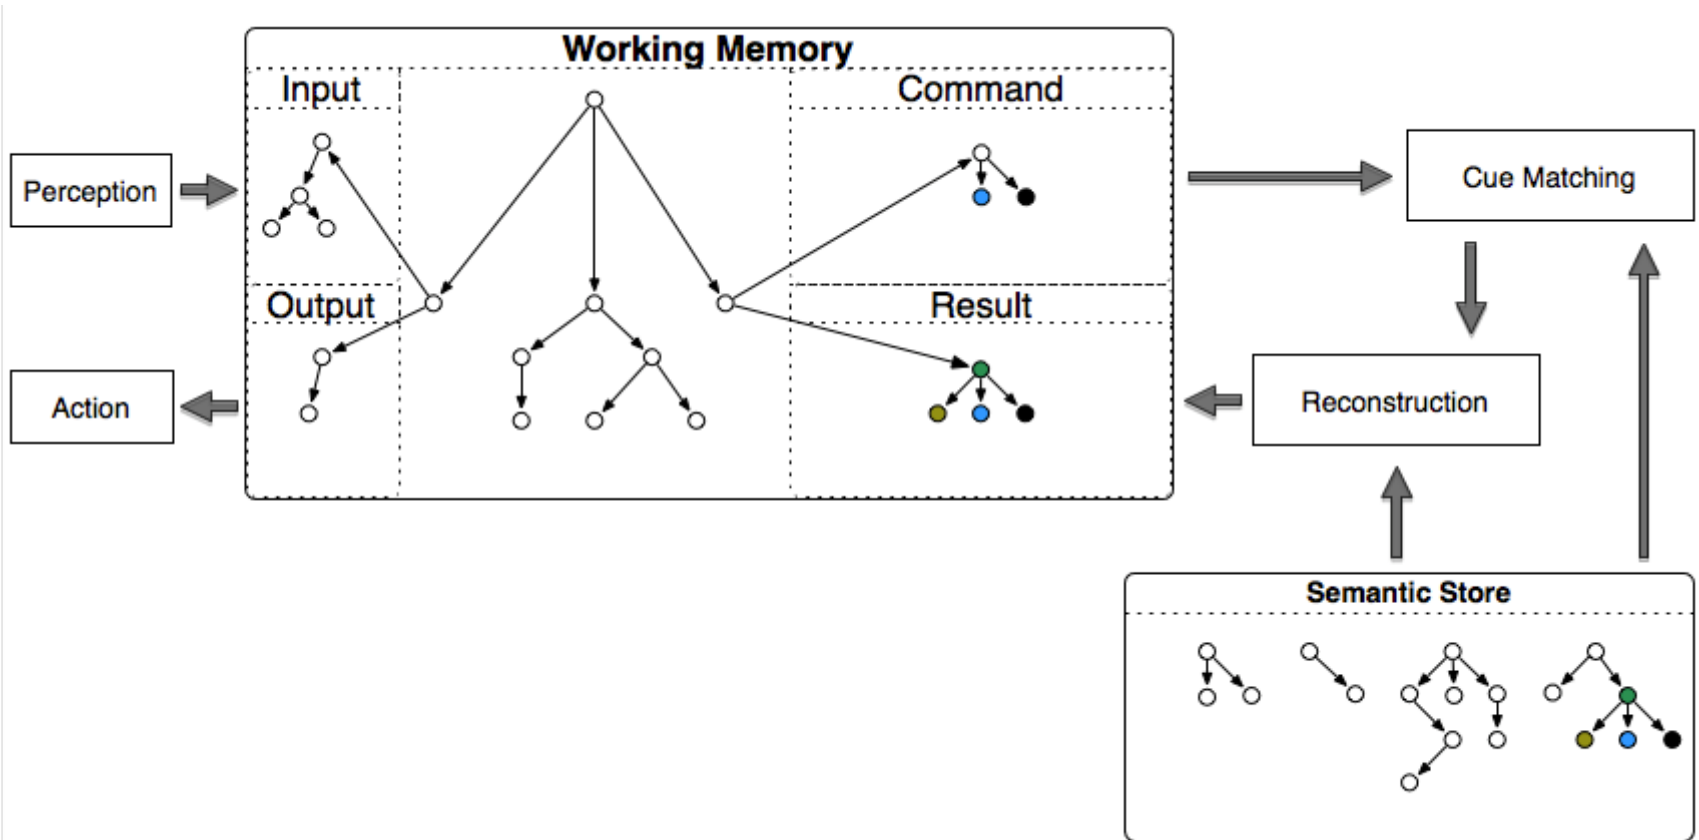 Working Memory
Input
Command
Perception
Cue Matching
Output
Result
Action
Reconstruction
Semantic Store